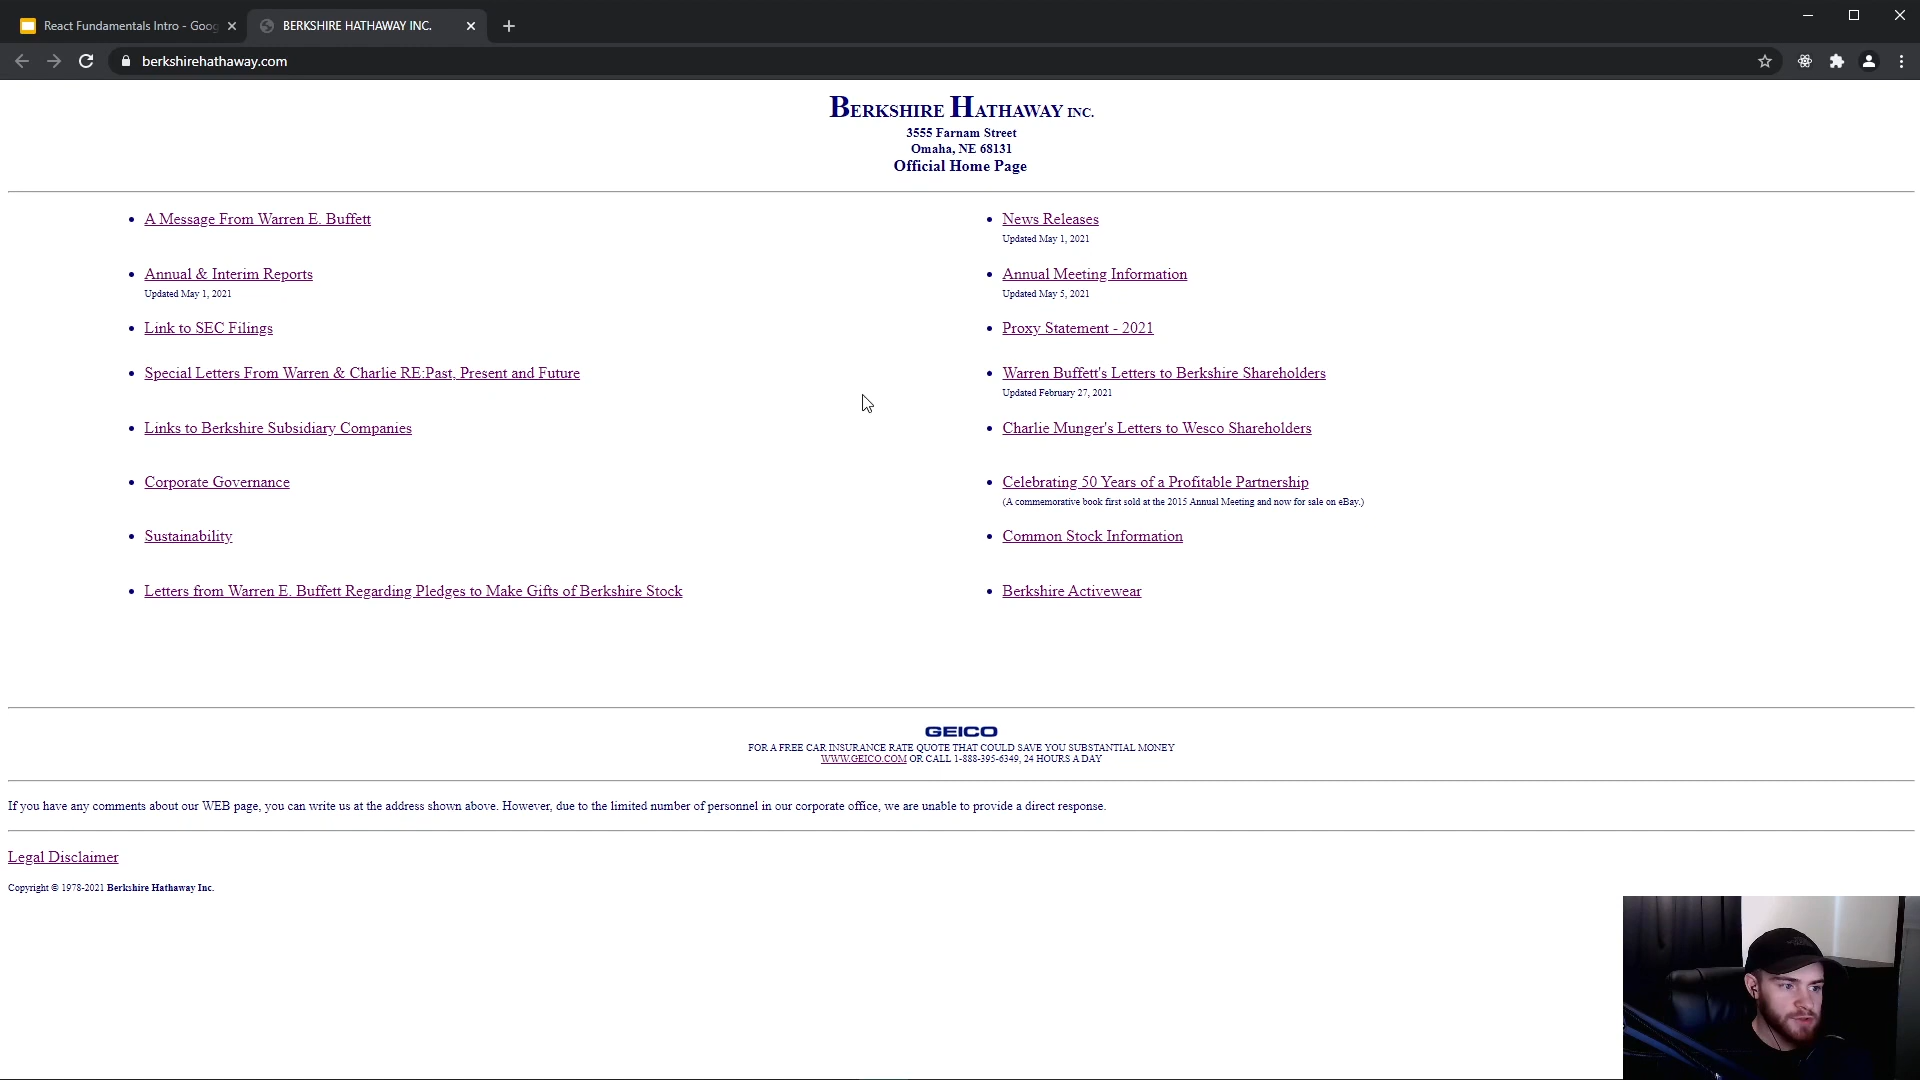 React Fundamentals Intro - Goog
BERKSHIRE HATHAWAY INC.
berkshirehathaway.com
BERKSHIRE HATHAWAY INC.
3555 Farnam Street
Omaha, NE 68131
Official Home Page
A Message From Warren E. Buffett
News Releases
Updated May 1, 2021
Annual & Interim Reports
Updated May 1, 2021
Annual Meeting Information
Updated May 5, 2021
Link to SEC Filings
Proxy Statement - 2021
Special Letters From Warren & Charlie RE:Past, Present and Future
Warren Buffett's Letters to Berkshire Shareholders
Updated February 27, 2021
Links to Berkshire Subsidiary Companies
Charlie Munger's Letters to Wesco Shareholders
Corporate Governance
Celebrating 50 Years of a Profitable Partnership
(A commemorative book first sold at the 2015 Annual Meeting and now for sale on eBay.)
Sustainability
Common Stock Information
Letters from Warren E. Buffett Regarding Pledges to Make Gifts of Berkshire Stock
Berkshire Activewear
GEICO
FOR A FREE CAR INSURANCE RATE QUOTE THAT COULD SAVE YOU SUBSTANTIAL MONEY
WWW.GEICO.COM OR CALL 1-888-395-6349, 24 HOURS A DAY
If you have any comments about our WEB page, you can write us at the address shown above. However, due to the limited number of personnel in our corporate office, we are unable to provide a direct response.
Legal Disclaimer
Copyright © 1978-2021 Berkshire Hathaway Inc.